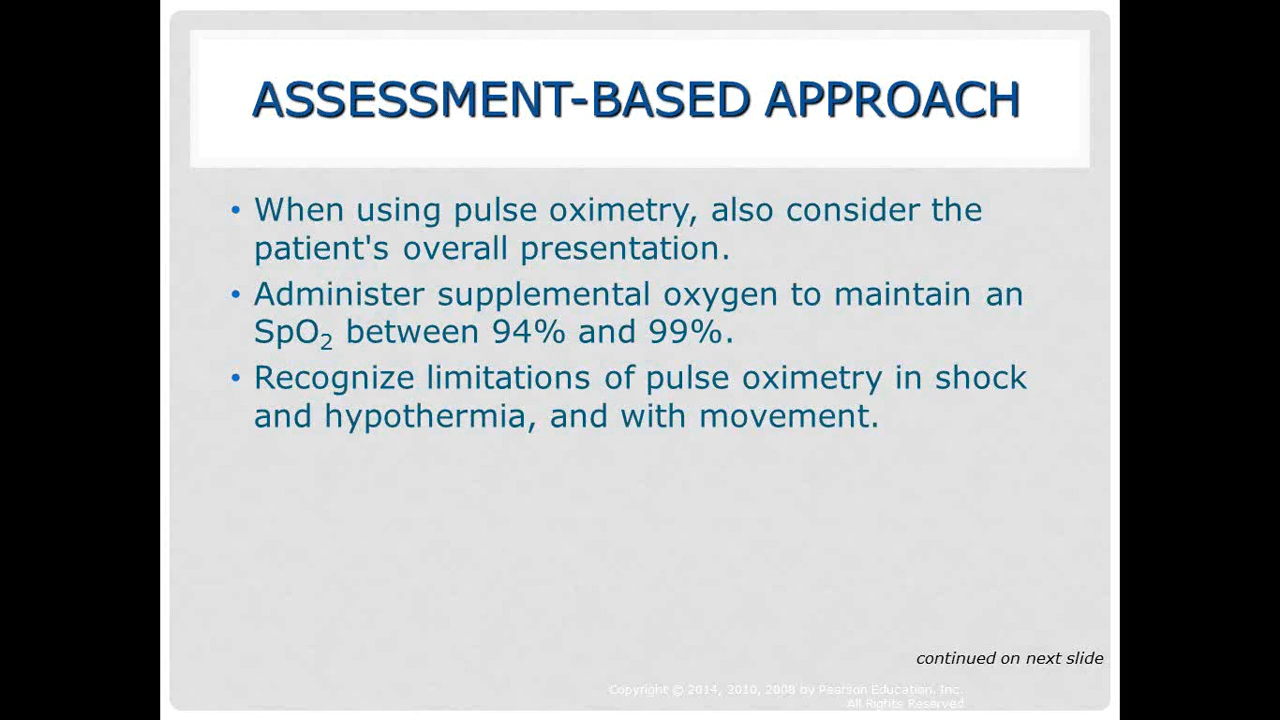 ASSESSMENT-BASED APPROACH
• When using pulse oximetry, also consider the
patient's overall presentation.
• Administer supplemental oxygen to maintain an
SpO₂ between 94% and 99%.
• Recognize limitations of pulse oximetry in shock
and hypothermia, and with movement.
continued on next slide
Copyright © 2014, 2010, 2008 by Pearson Education, Inc.
All Rights Reserved